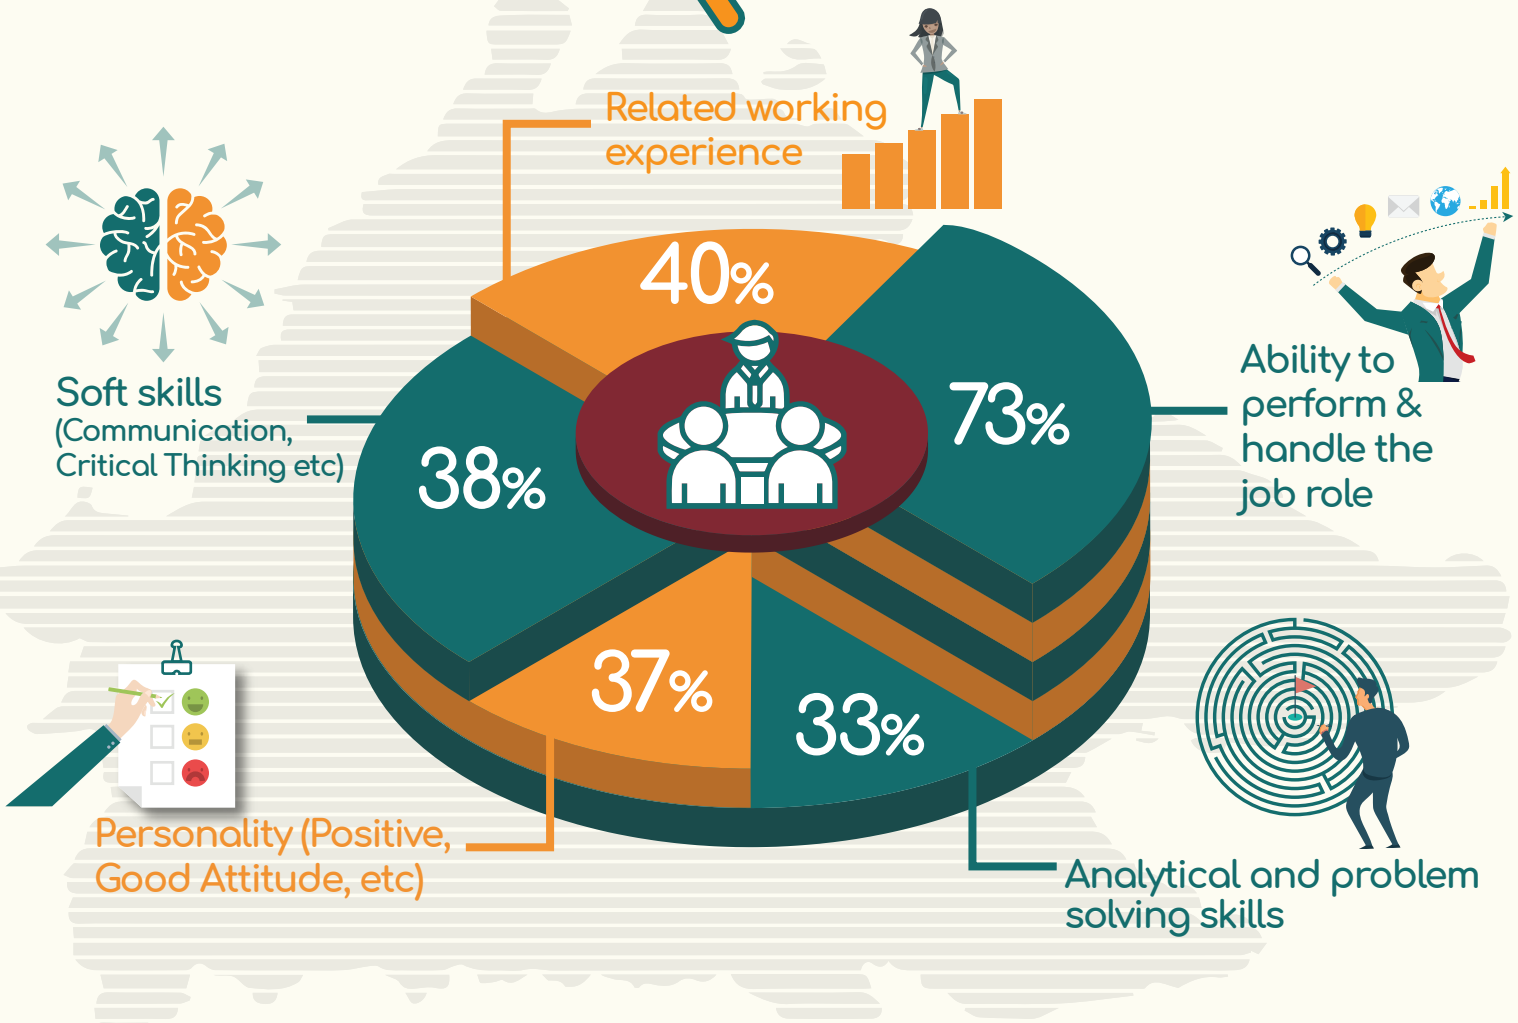 Related working
experience
40%
Soft skills
(Communication,
Critical Thinking etc)
38%
73%
Ability to
perform &
handle the
job role
37%
33%
Personality (Positive,
Good Attitude, etc)
Analytical and problem
solving skills